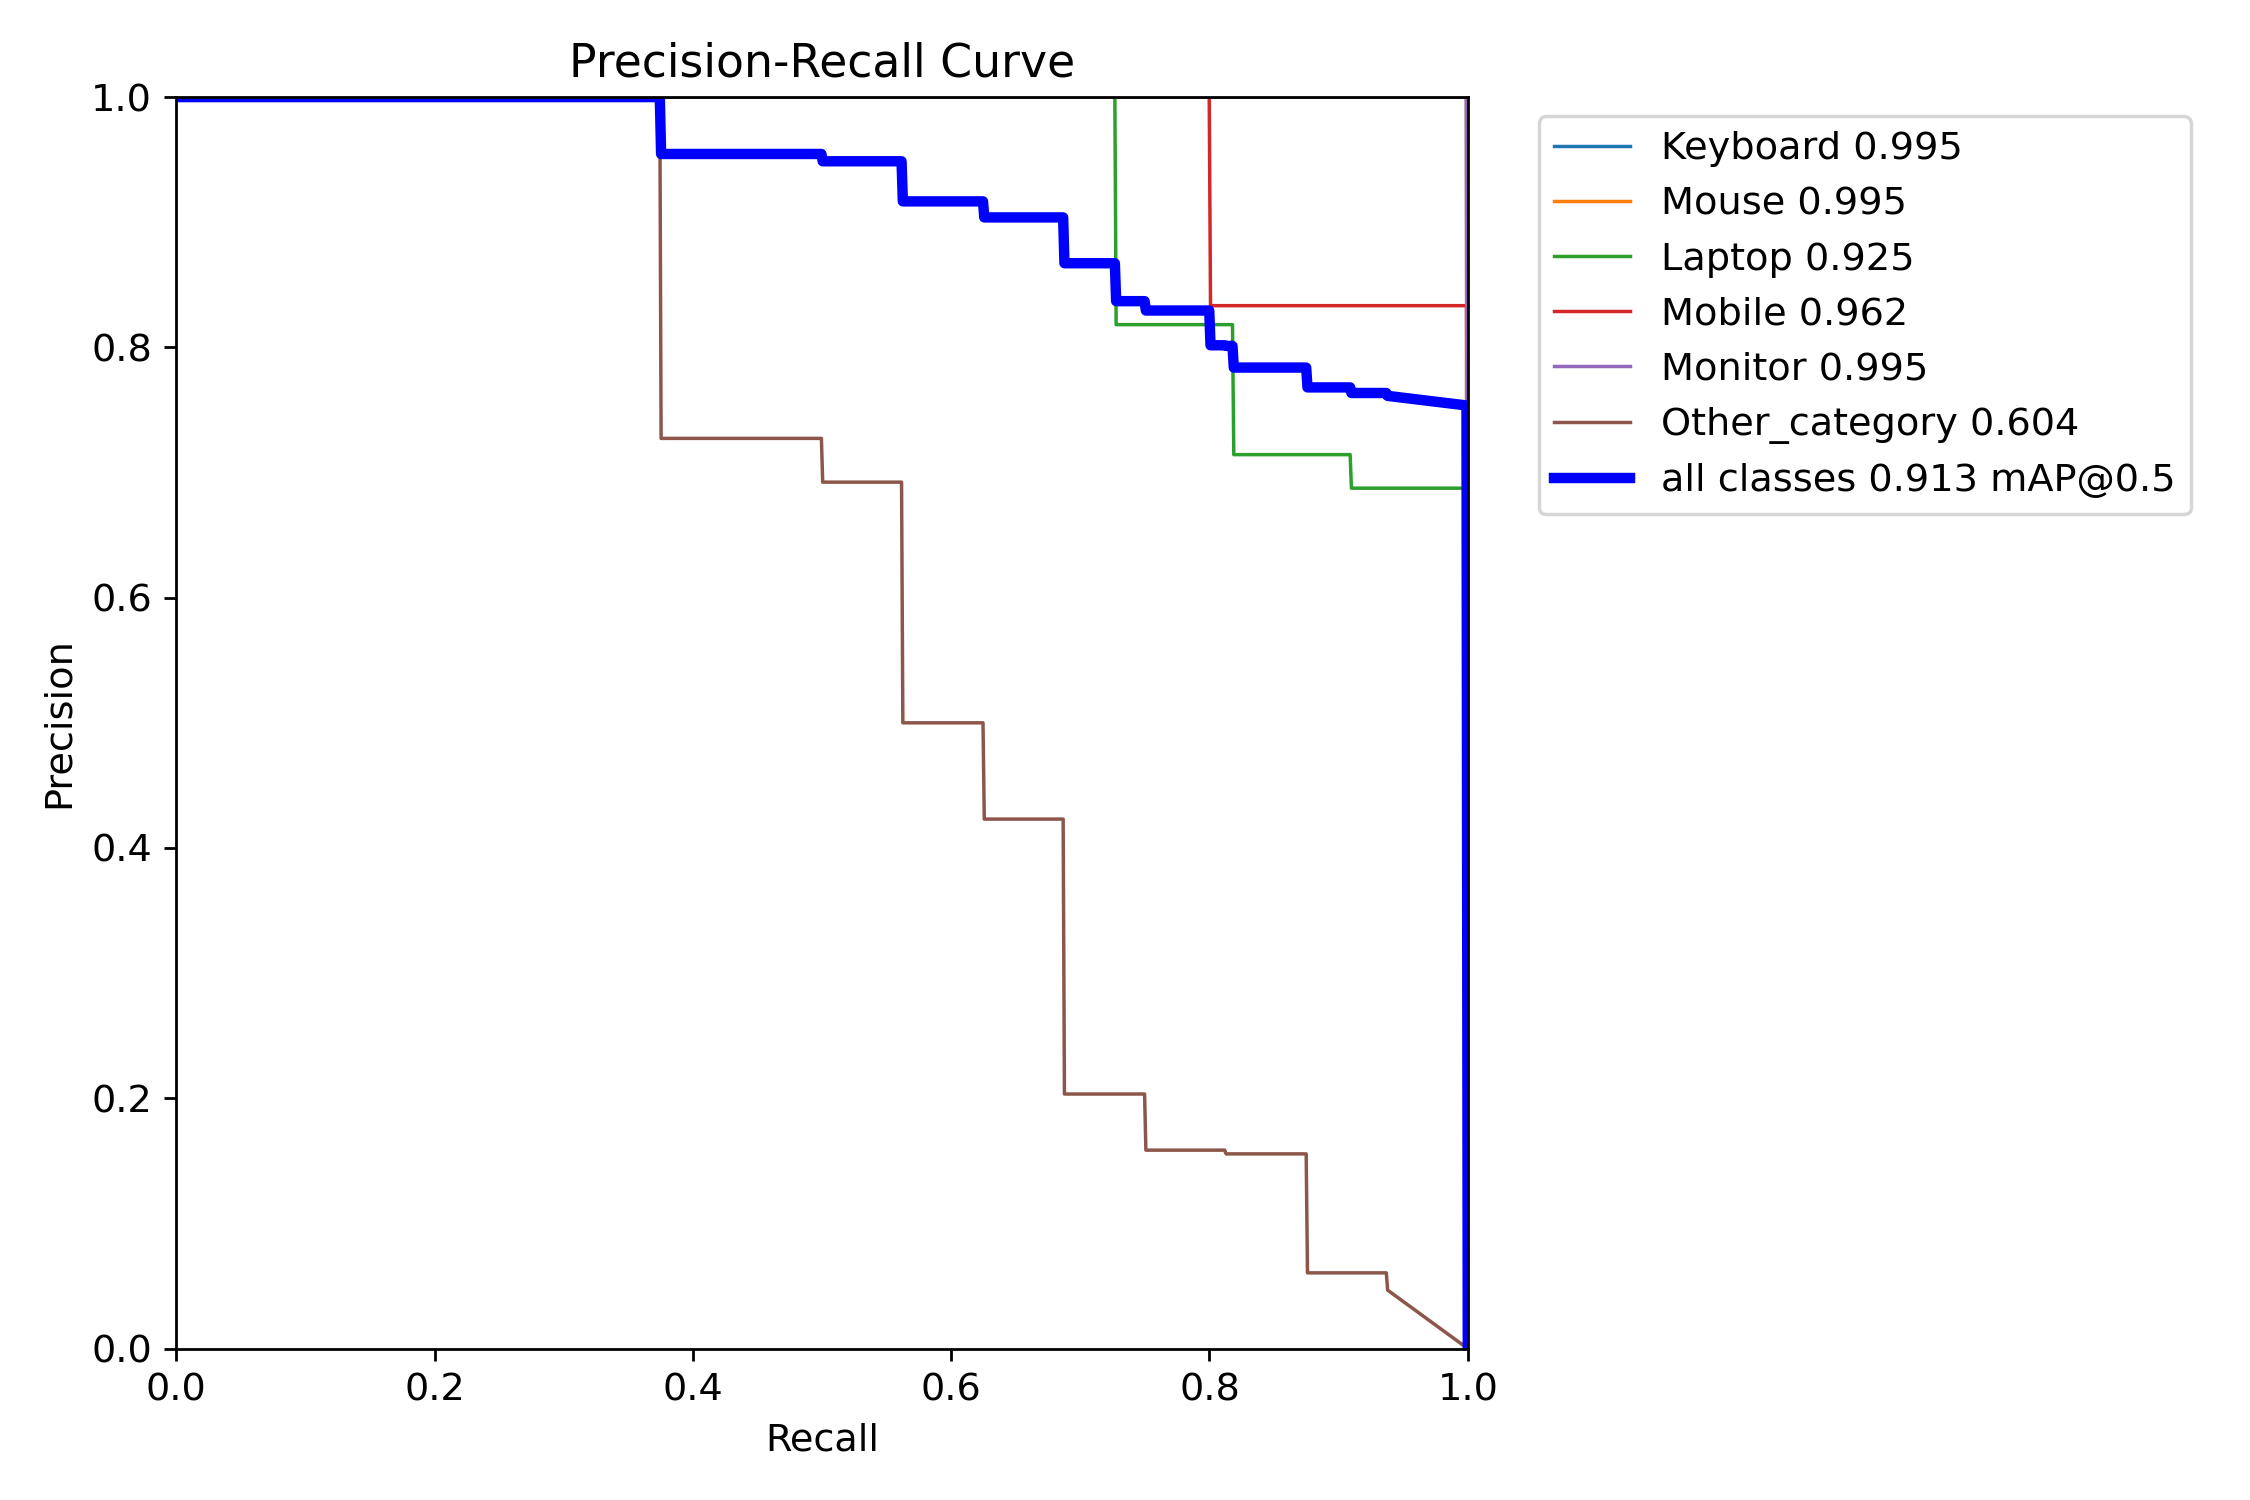 Precision-Recall Curve
1.0
0.8
0.6
0.4
0.2
0.0
Precision
0.0 0.2 0.4 0.6 0.8 1.0
Recall
Keyboard 0.995
Mouse 0.995
Laptop 0.925
Mobile 0.962
Monitor 0.995
Other_category 0.604
all classes 0.913 mAP@0.5